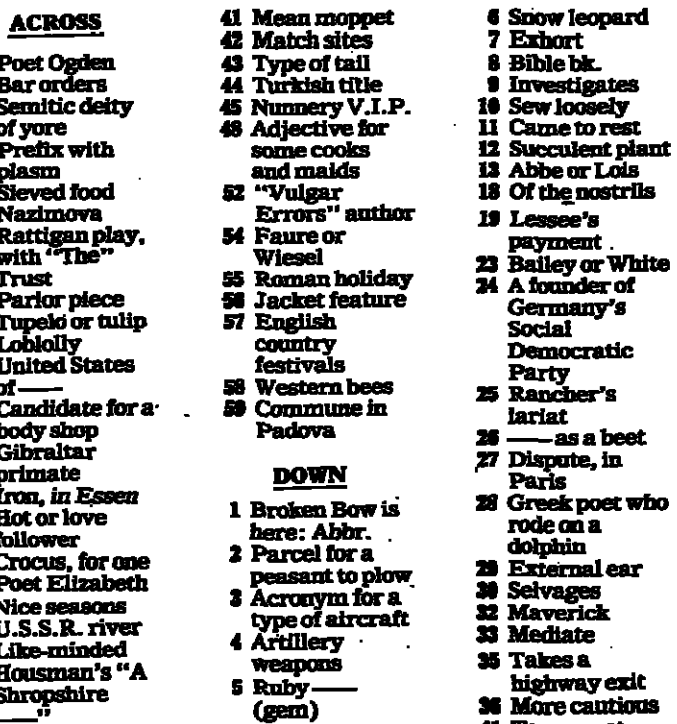 ACROSS
Poet Ogden
Bar orders
Semitic deity
of yore
Prefix with
plasm
Sieved food
Nazimova
Rattigan play,
with "The"
Trust
Parlor piece
Tupelo or tulip
Loblolly
United States
of ——
Candidate for a
body shop
Gibraltar
primate
Iron, in Essen
Hot or love
follower
Crocus, for one
Poet Elizabeth
Nice seasons
U.S.S.R. river
Like-minded
Housman's "A
Shropshire
——"
41 Mean moppet
42 Match sites
43 Type of tail
44 Turkish title
45 Nunnery V.I.P.
48 Adjective for
some cooks
and maids
52 "Vulgar
Errors" author
54 Faure or
Wiesel
55 Roman holiday
56 Jacket feature
57 English
country
festivals
58 Western bees
59 Commune in
Padova
DOWN
1 Broken Bow is
here: Abbr.
2 Parcel for a
peasant to plow
3 Acronym for a
type of aircraft
4 Artillery
weapons
5 Ruby ——
(gem)
6 Snow leopard
7 Exhort
8 Bible bk.
9 Investigates
10 Sew loosely
11 Came to rest
12 Succulent plant
13 Abbe or Lois
18 Of the nostrils
19 Lessee's
payment
23 Bailey or White
24 A founder of
Germany's
Social
Democratic
Party
25 Rancher's
lariat
26 —— as a beet
27 Dispute, in
Paris
28 Greek poet who
rode on a
dolphin
29 External ear
30 Selvages
32 Maverick
33 Mediate
35 Takes a
highway exit
36 More cautious